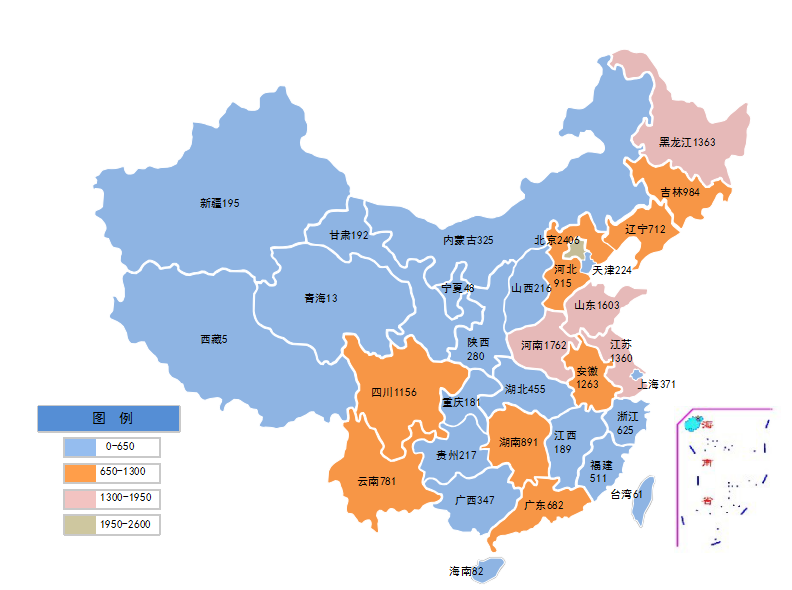 黑龙江1363
吉林984
新疆195
辽宁712
甘肃192
内蒙古325
北京2406
河北
915
天津224
宁夏48
山西216
青海13
山东1603
西藏5
陕西
280
河南1762
江苏
1360
安徽
1263
上海371
四川1156
湖北455
重庆181
浙江
625
图 例
0-650
650-1300
1300-1950
1950-2600
湖南891
江西
189
贵州217
福建
511
云南781
广西347
广东682
台湾61
海南82
海
南
省